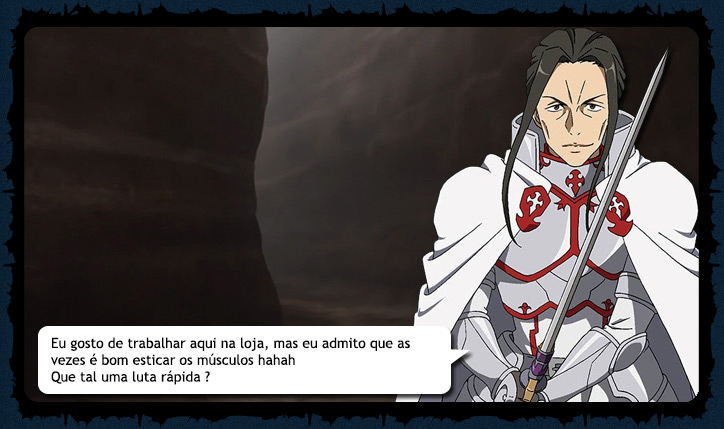 Eu gosto de trabalhar aqui na loja, mas eu admito que as
vezes é bom esticar os músculos hahah
Que tal uma luta rápida ?